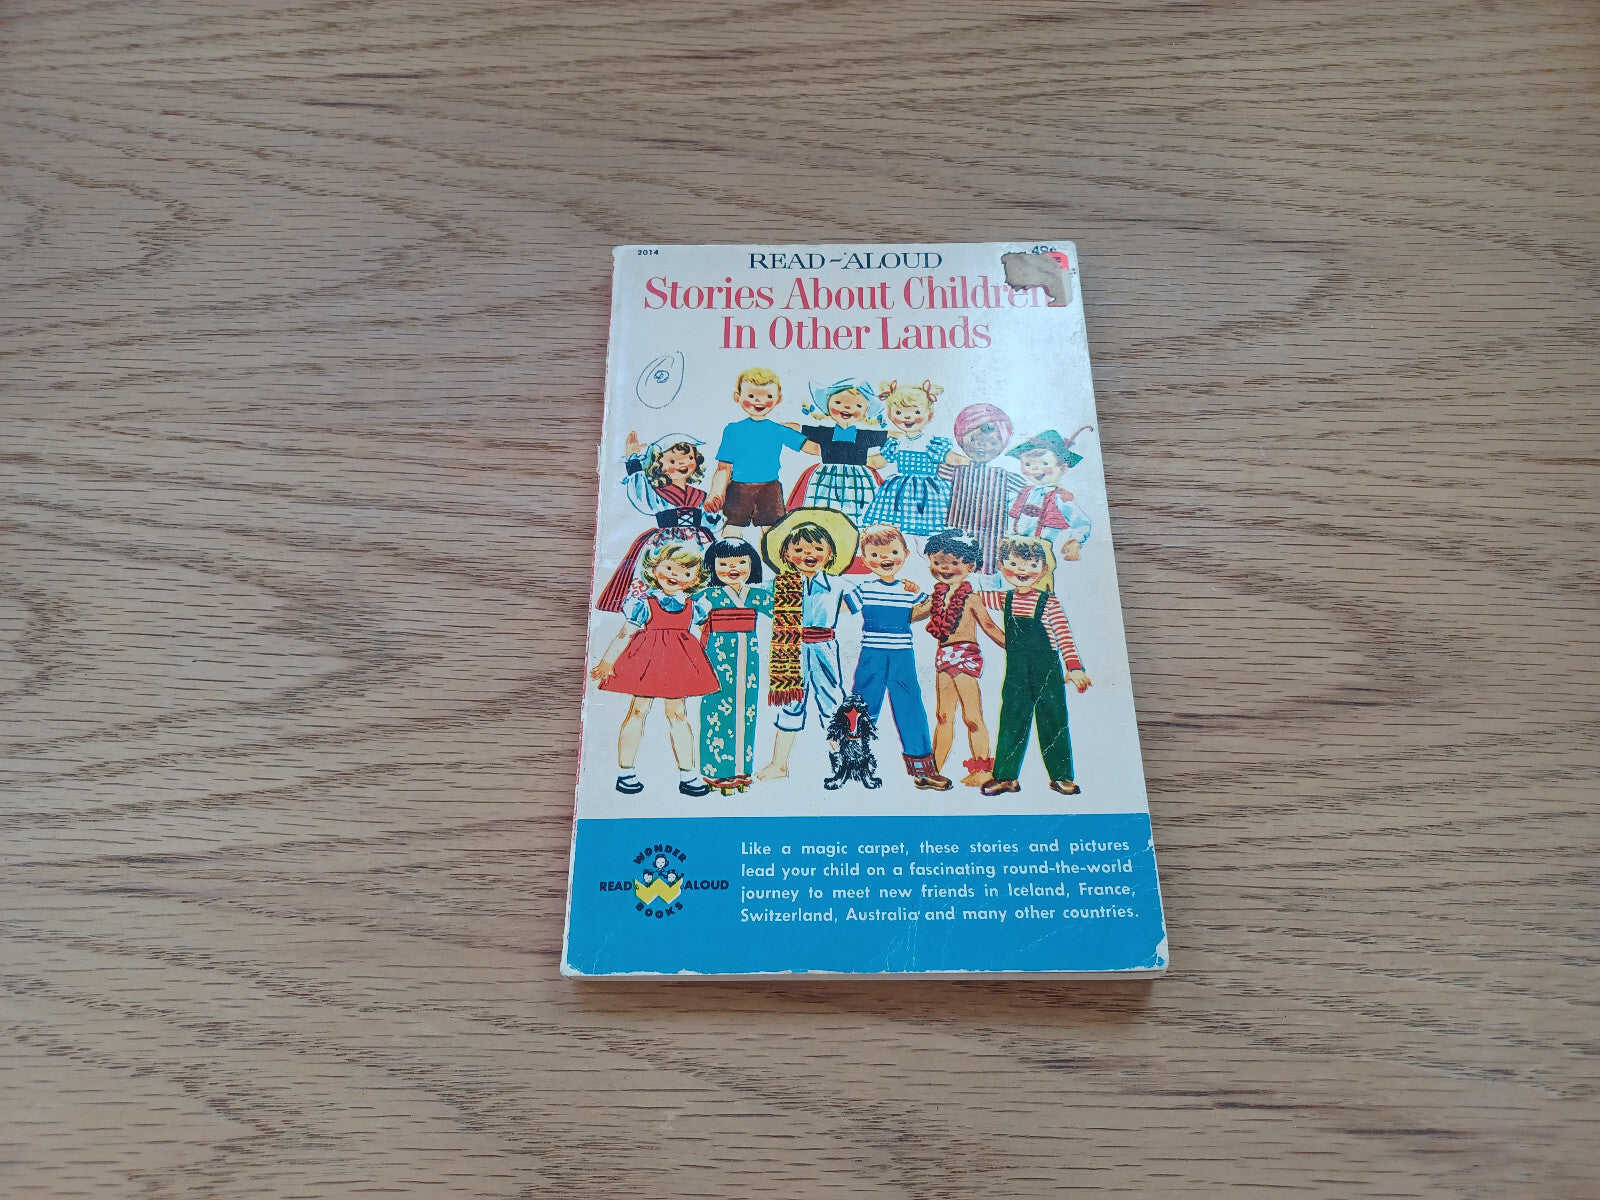 2014
READ-ALOUD
49¢
Stories About Children
In Other Lands
WONDER
READ ALOUD
BOOKS
Like a magic carpet, these stories and pictures
lead your child on a fascinating round-the-world
journey to meet new friends in Iceland, France,
Switzerland, Australia and many other countries.